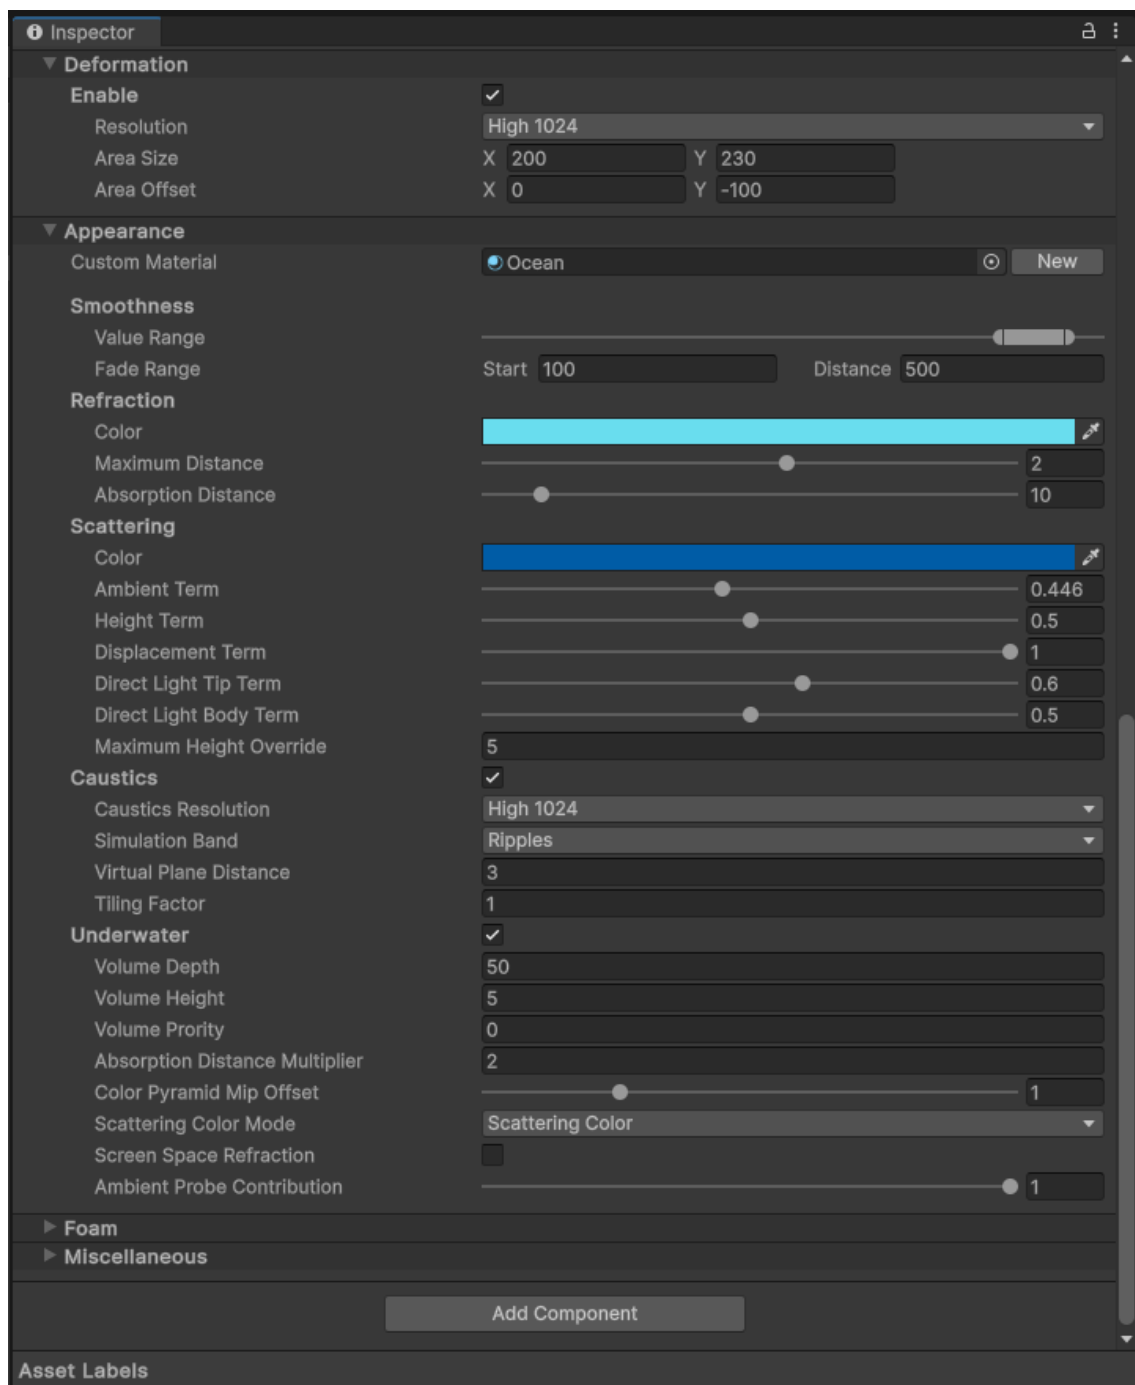 Inspector
Deformation
Enable
Resolution High 1024
Area Size X 200 Y 230
Area Offset X 0 Y -100
Appearance
Custom Material Ocean New
Smoothness
Value Range
Fade Range Start 100 Distance 500
Refraction
Color
Maximum Distance 2
Absorption Distance 10
Scattering
Color
Ambient Term 0.446
Height Term 0.5
Displacement Term 1
Direct Light Tip Term 0.6
Direct Light Body Term 0.5
Maximum Height Override 5
Caustics
Caustics Resolution High 1024
Simulation Band Ripples
Virtual Plane Distance 3
Tiling Factor 1
Underwater
Volume Depth 50
Volume Height 5
Volume Prority 0
Absorption Distance Multiplier 2
Color Pyramid Mip Offset 1
Scattering Color Mode Scattering Color
Screen Space Refraction
Ambient Probe Contribution 1
Foam
Miscellaneous
Add Component
Asset Labels